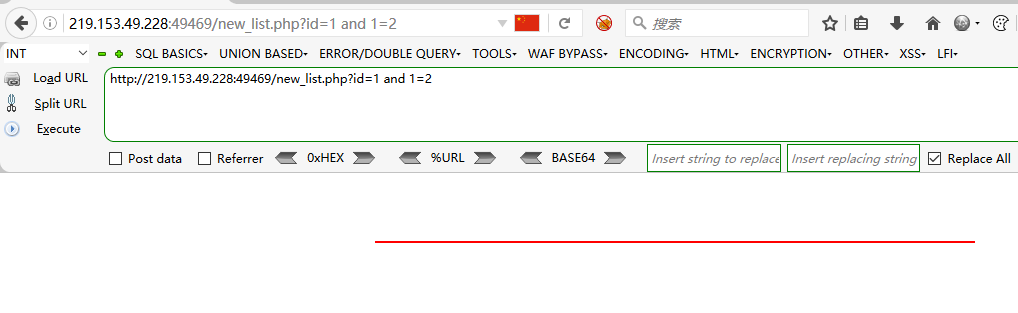 219.153.49.228:49469/new_list.php?id=1 and 1=2
搜索
INT
SQL BASICS UNION BASED ERROR/DOUBLE QUERY TOOLS WAF BYPASS ENCODING HTML ENCRYPTION OTHER XSS LFI
Load URL
http://219.153.49.228:49469/new_list.php?id=1 and 1=2
Split URL
Execute
Post data Referrer 0xHEX %URL BASE64 Insert string to replace Insert replacing string Replace All